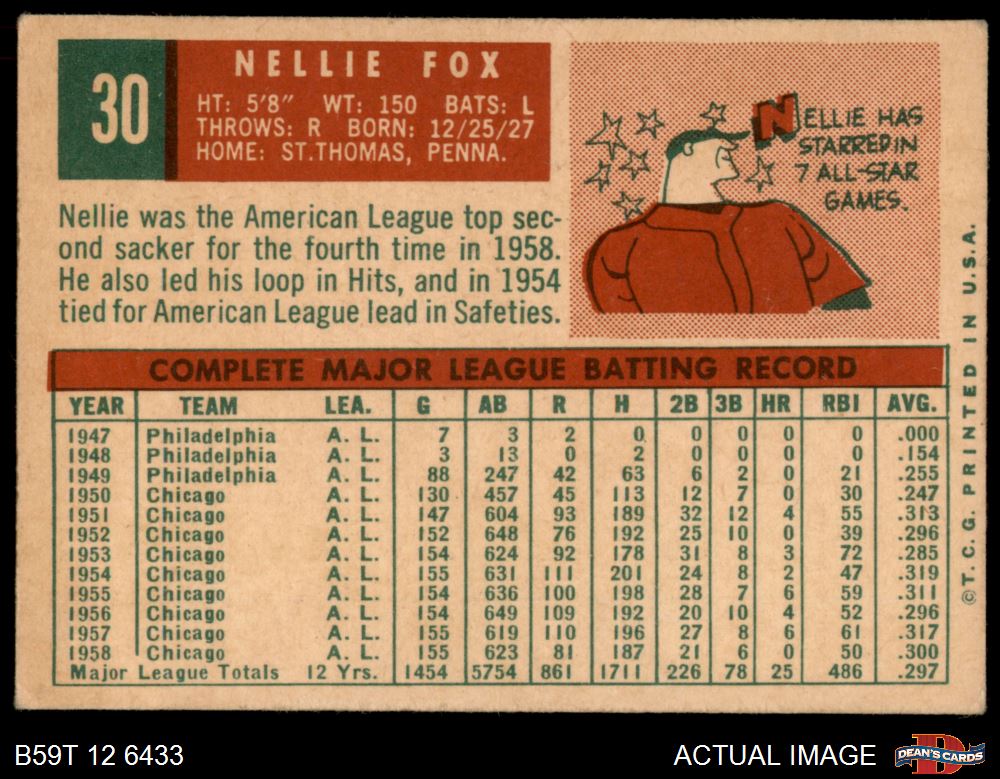 30
NELLIE FOX
HT: 5'8" WT: 150 BATS: L
THROWS: R BORN: 12/25/27
HOME: ST. THOMAS, PENNA.
NELLIE HAS
STARRED IN
7 ALL-STAR
GAMES.
Nellie was the American League top sec-
ond sacker for the fourth time in 1958.
He also led his loop in Hits, and in 1954
tied for American League lead in Safeties.
COMPLETE MAJOR LEAGUE BATTING RECORD
YEAR TEAM LEA. G AB R H 2B 3B HR RBI AVG.
1947 Philadelphia A. L. 7 3 2 0 0 0 0 0 .000
1948 Philadelphia A. L. 3 13 0 2 0 0 0 0 .154
1949 Philadelphia A. L. 88 247 42 63 6 2 0 21 .255
1950 Chicago A. L. 130 457 45 113 12 7 0 30 .247
1951 Chicago A. L. 147 604 93 189 32 12 4 55 .313
1952 Chicago A. L. 152 648 76 192 25 10 0 39 .296
1953 Chicago A. L. 154 624 92 178 31 8 3 72 .285
1954 Chicago A. L. 155 631 111 201 24 8 2 47 .319
1955 Chicago A. L. 154 636 100 198 28 7 6 59 .311
1956 Chicago A. L. 154 649 109 192 20 10 4 52 .296
1957 Chicago A. L. 155 619 110 196 27 8 6 61 .317
1958 Chicago A. L. 155 623 81 187 21 6 0 50 .300
Major League Totals 12 Yrs. 1454 5754 861 1711 226 78 25 486 .297
© T. C. G. PRINTED IN U.S.A.
B59T 12 6433
ACTUAL IMAGE
D
DEAN'S CARDS